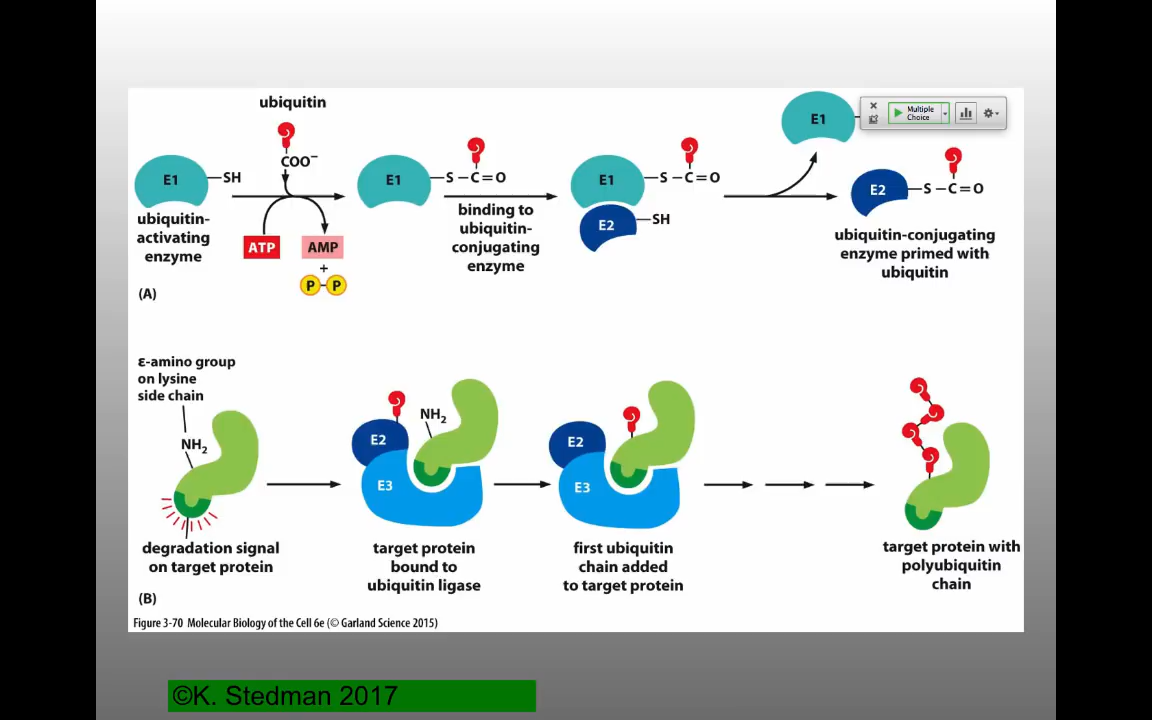 ubiquitin
COO⁻
E1
SH
ubiquitin-
activating
enzyme
ATP
AMP
+
P
P
E1
S – C = O
binding to
ubiquitin-
conjugating
enzyme
E1
S – C = O
E2
SH
E1
Multiple
Choice
E2
S – C = O
ubiquitin-conjugating
enzyme primed with
ubiquitin
(A)
ε-amino group
on lysine
side chain
NH₂
degradation signal
on target protein
E2
NH₂
E3
target protein
bound to
ubiquitin ligase
E2
E3
first ubiquitin
chain added
to target protein
target protein with
polyubiquitin
chain
(B)
Figure 3-70 Molecular Biology of the Cell 6e (© Garland Science 2015)
©K. Stedman 2017